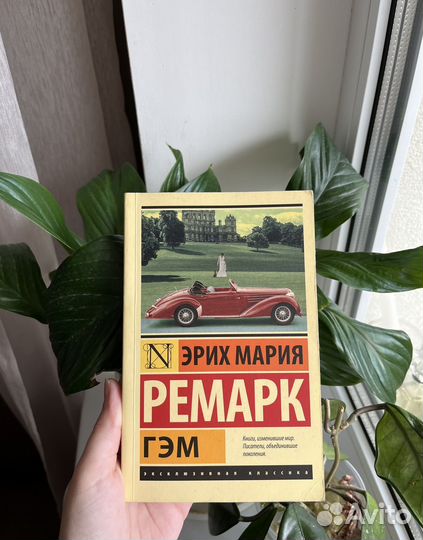 N
ЭРИХ МАРИЯ
РЕМАРК
ГЭМ
Книги, изменившие мир.
Писатели, объединившие
поколения.
ЭКСКЛЮЗИВНАЯ КЛАССИКА
Avito